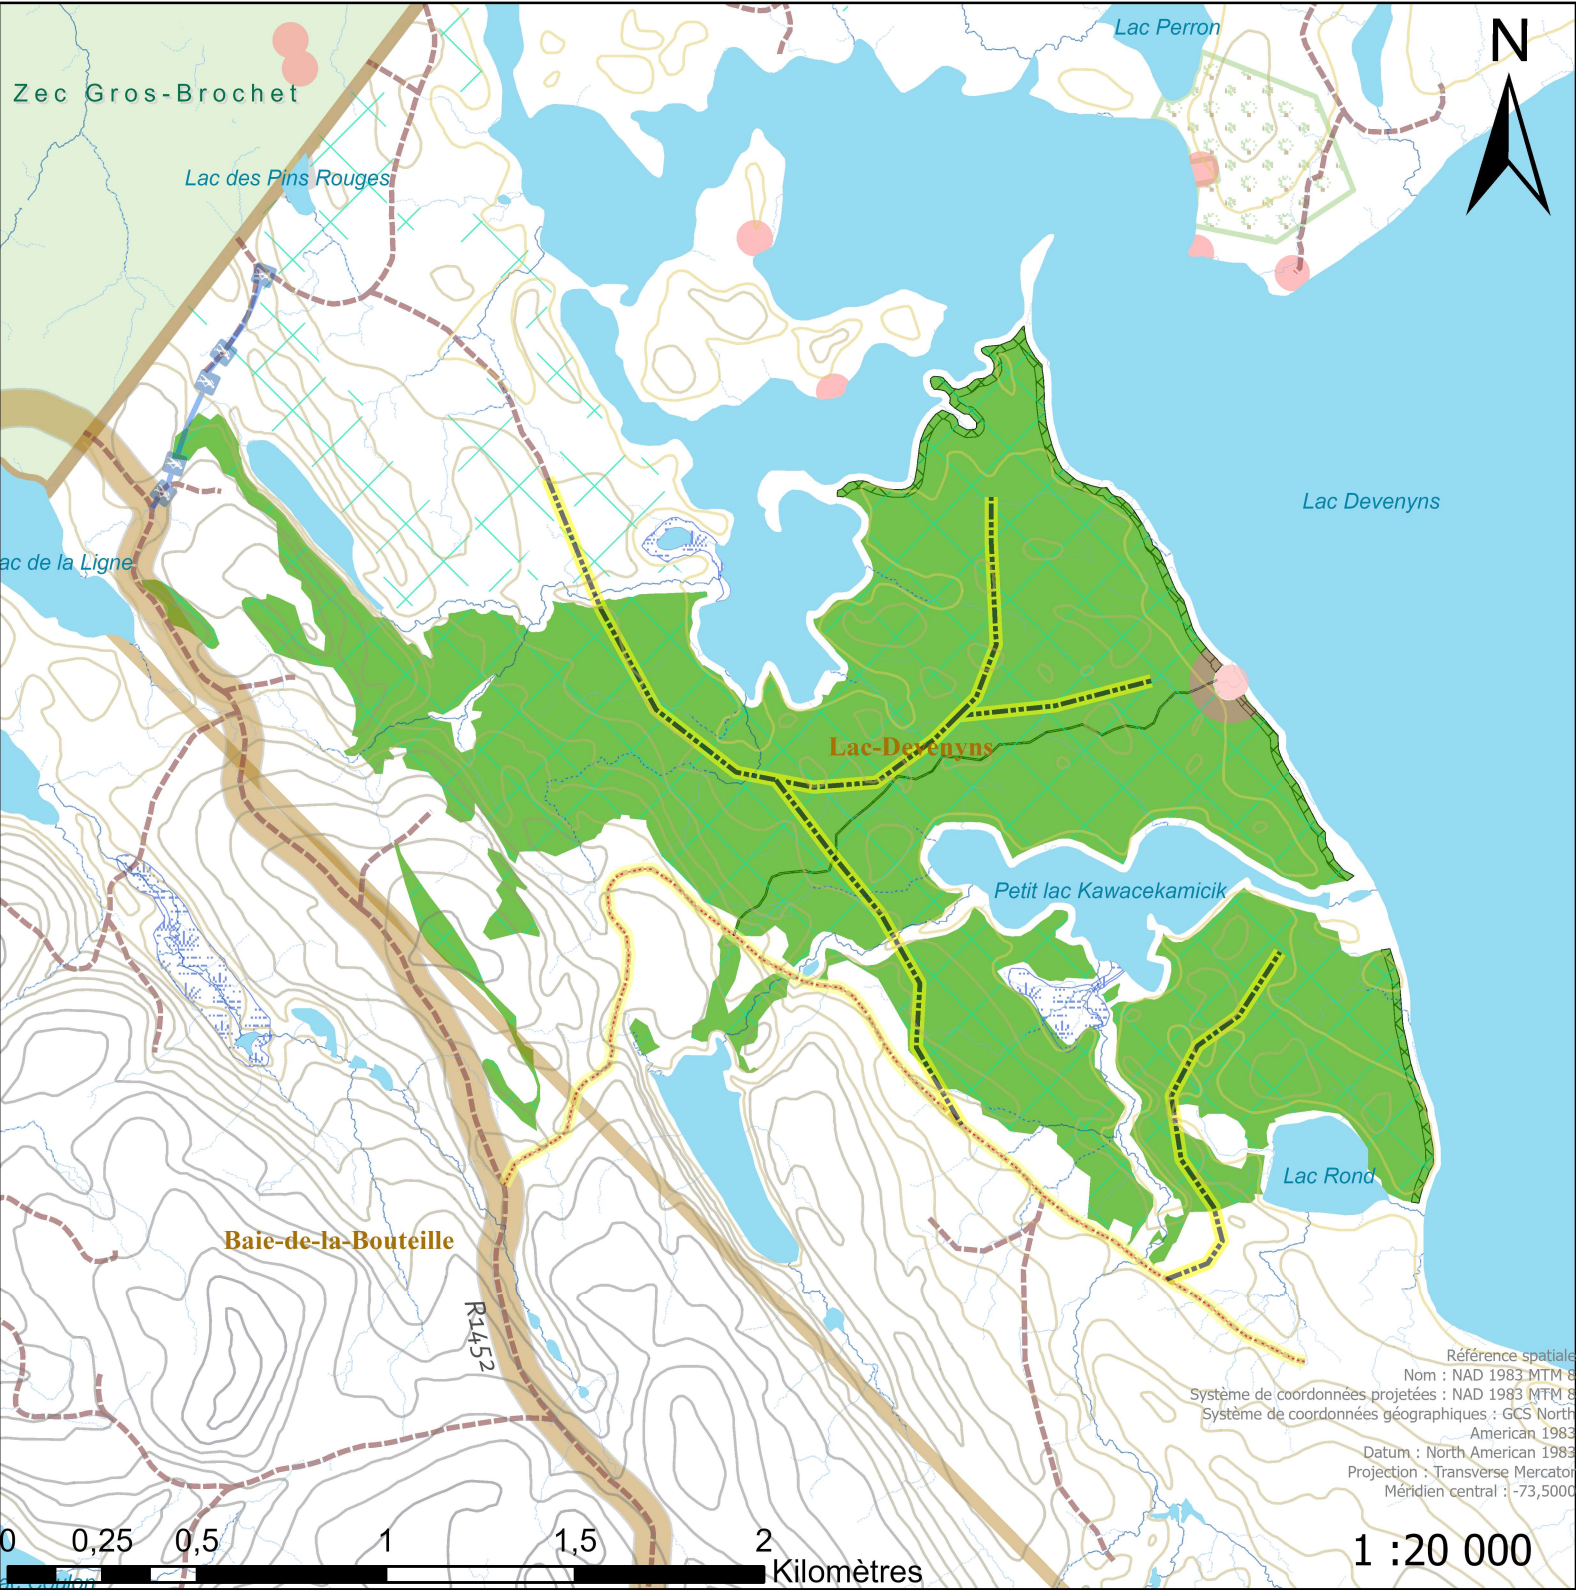 Lac Perron
N
Zec Gros-Brochet
Lac des Pins Rouges
Lac Devenyns
ac de la Ligne
Lac-Devenyns
Petit lac Kawacekamicik
Lac Rond
Baie-de-la-Bouteille
R1452
Référence spatiale
Nom : NAD 1983 MTM 8
Système de coordonnées projetées : NAD 1983 MTM 8
Système de coordonnées géographiques : GCS North
American 1983
Datum : North American 1983
Projection : Transverse Mercator
Méridien central : -73,5000
0 0,25 0,5 1 1,5 2
Kilomètres
1 :20 000